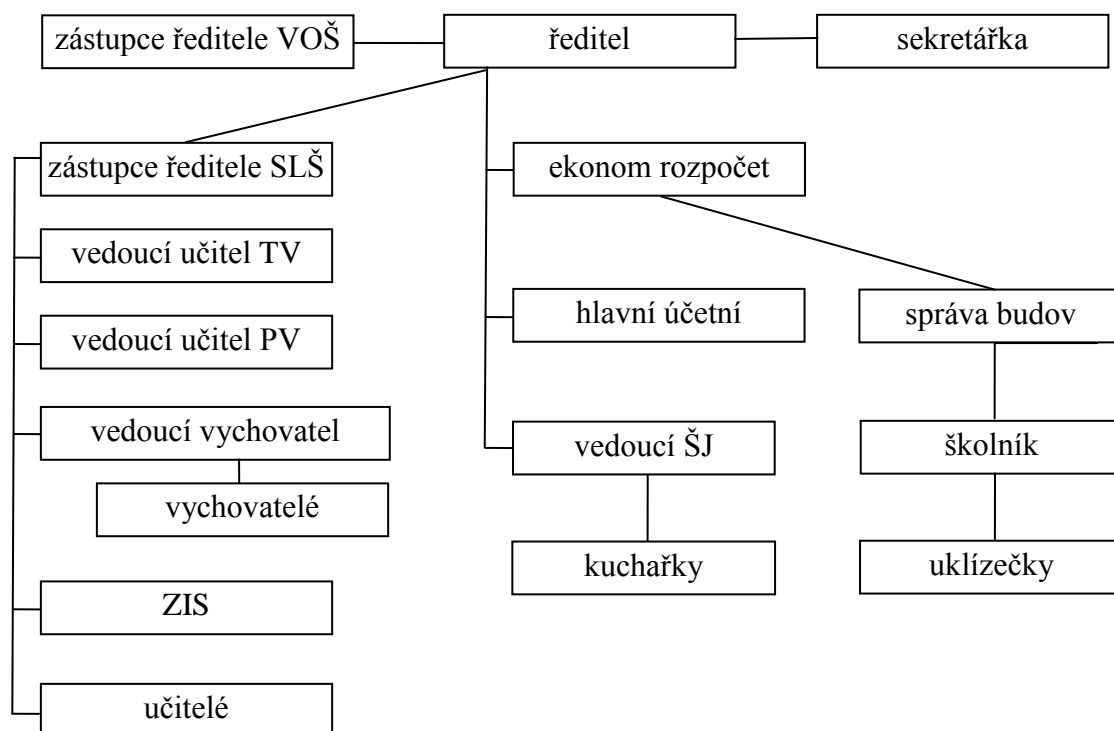 zástupce ředitele VOŠ
ředitel
sekretářka
zástupce ředitele SLŠ
ekonom rozpočet
vedoucí učitel TV
hlavní účetní
správa budov
vedoucí učitel PV
vedoucí vychovatel
vedoucí ŠJ
školník
vychovatelé
kuchařky
uklízečky
ZIS
učitelé